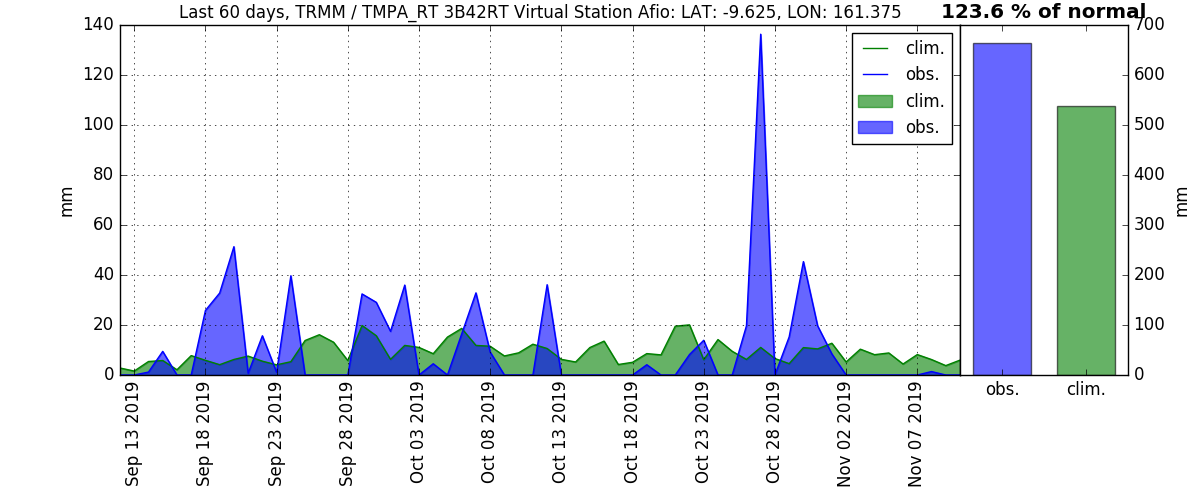 Last 60 days, TRMM / TMPA_RT 3B42RT Virtual Station Afio: LAT: -9.625, LON: 161.375
123.6 % of normal
140
120
100
80
60
40
20
0
mm
clim.
obs.
clim.
obs.
700
600
500
400
300
200
100
0
mm
Sep 13 2019
Sep 18 2019
Sep 23 2019
Sep 28 2019
Oct 03 2019
Oct 08 2019
Oct 13 2019
Oct 18 2019
Oct 23 2019
Oct 28 2019
Nov 02 2019
Nov 07 2019
obs.
clim.